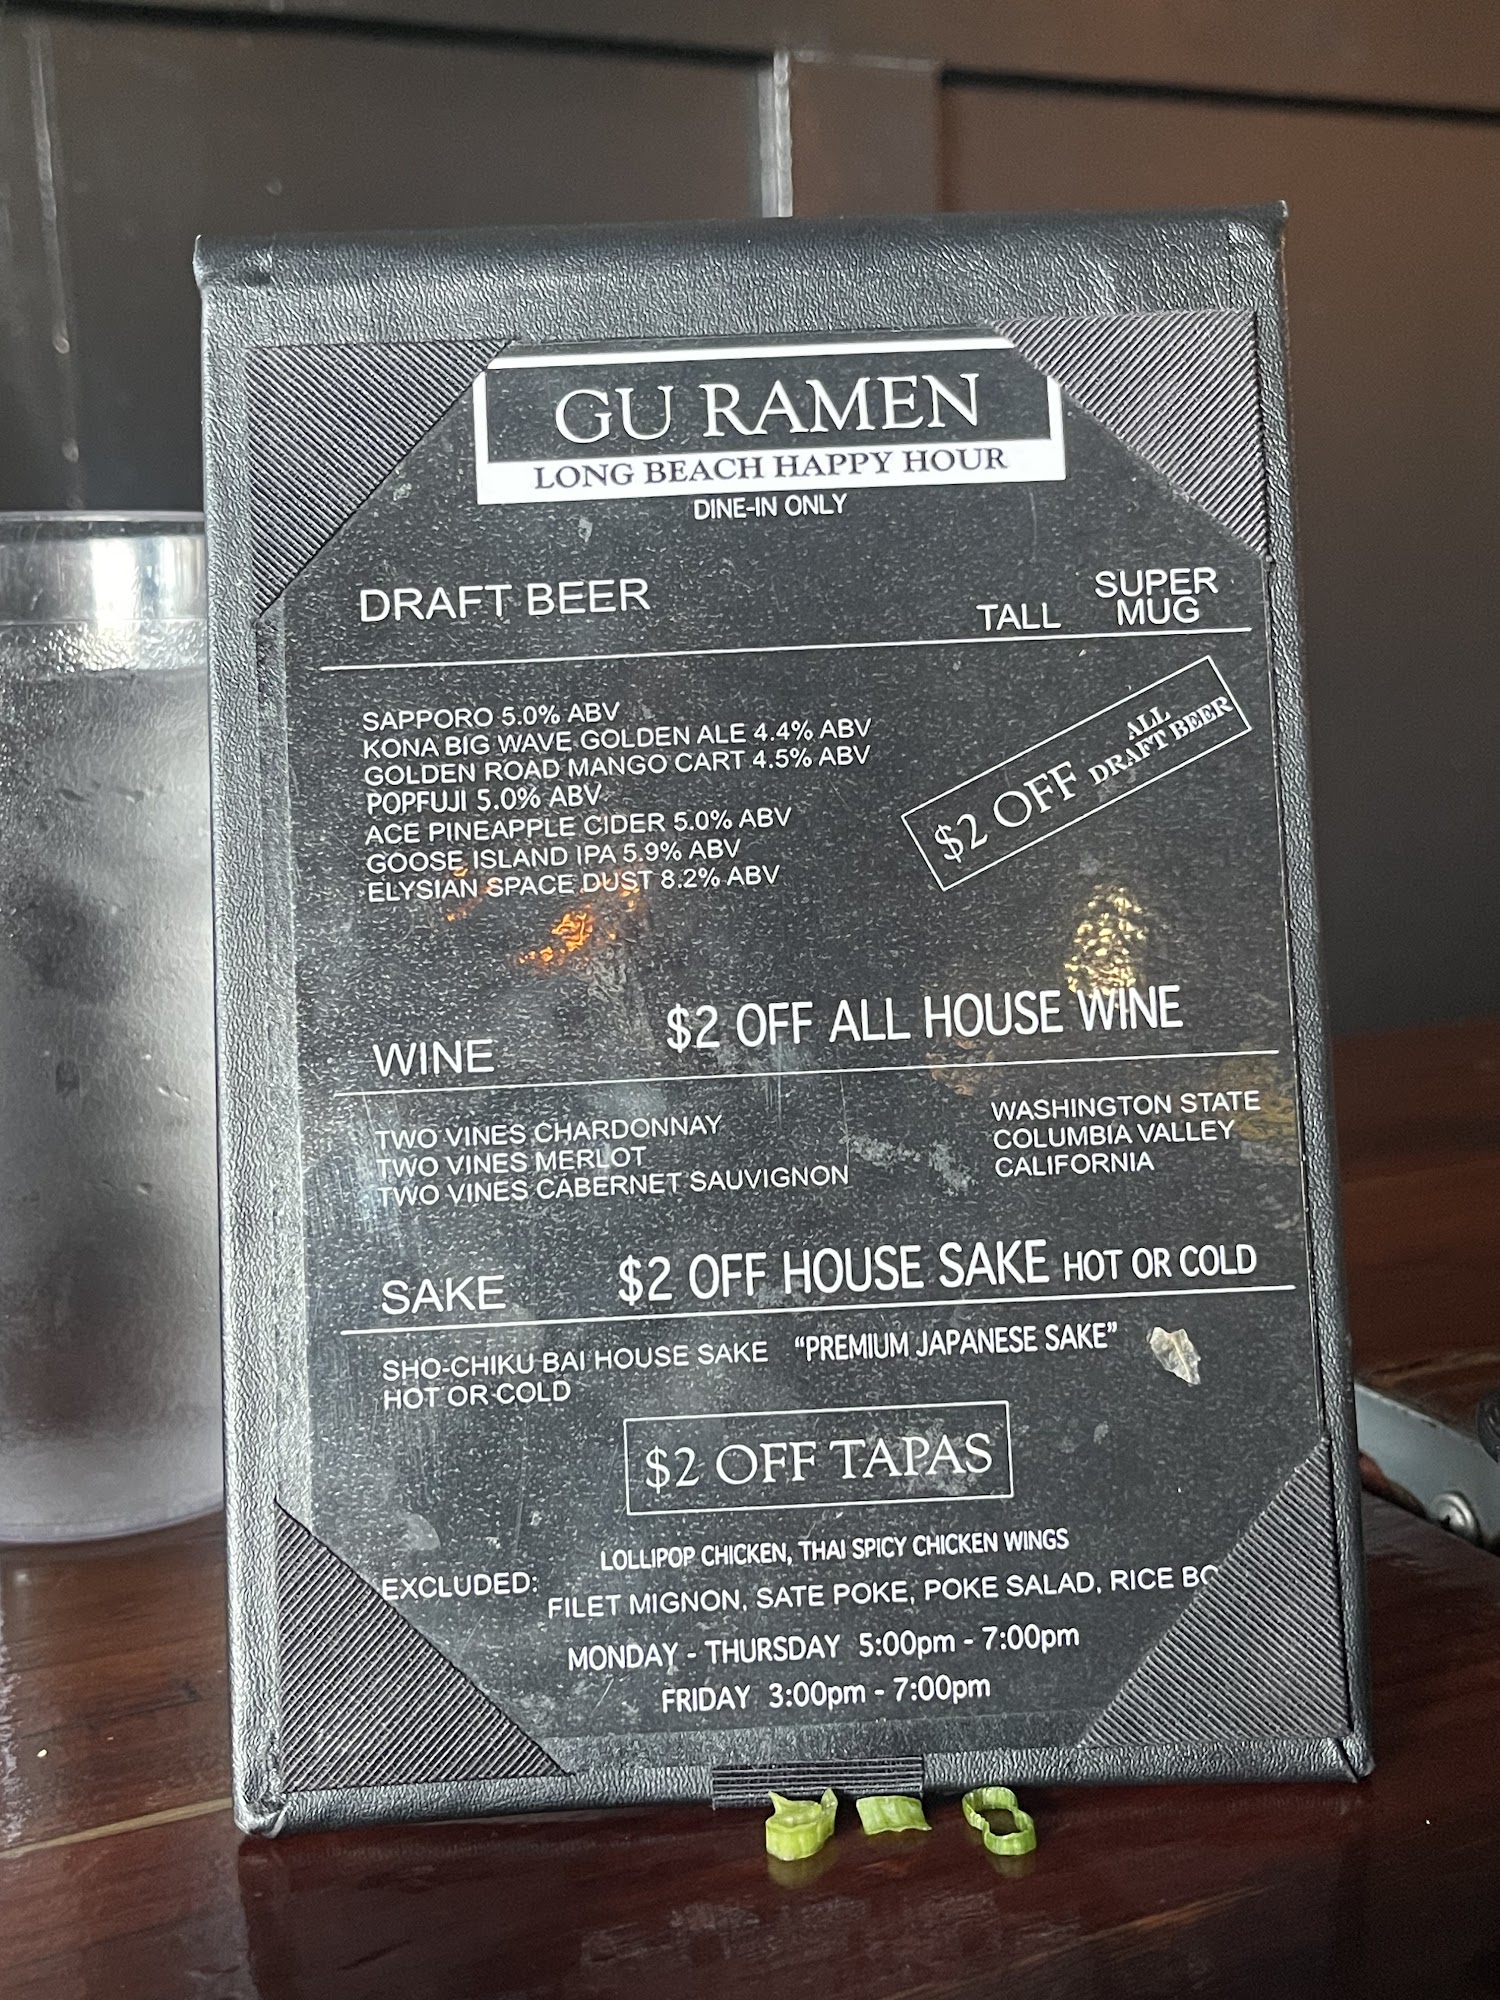 GU RAMEN
LONG BEACH HAPPY HOUR
DINE-IN ONLY
DRAFT BEER
TALL
SUPER
MUG
SAPPORO 5.0% ABV
KONA BIG WAVE GOLDEN ALE 4.4% ABV
GOLDEN ROAD MANGO CART 4.5% ABV
POPFUJI 5.0% ABV
ACE PINEAPPLE CIDER 5.0% ABV
GOOSE ISLAND IPA 5.9% ABV
ELYSIAN SPACE DUST 8.2% ABV
$2 OFF ALL
DRAFT BEER
WINE $2 OFF ALL HOUSE WINE
TWO VINES CHARDONNAY WASHINGTON STATE
TWO VINES MERLOT COLUMBIA VALLEY
TWO VINES CABERNET SAUVIGNON CALIFORNIA
SAKE $2 OFF HOUSE SAKE HOT OR COLD
SHO-CHIKU BAI HOUSE SAKE “PREMIUM JAPANESE SAKE”
HOT OR COLD
$2 OFF TAPAS
EXCLUDED: LOLLIPOP CHICKEN, THAI SPICY CHICKEN WINGS
FILET MIGNON, SATE POKE, POKE SALAD, RICE
MONDAY - THURSDAY 5:00pm - 7:00pm
FRIDAY 3:00pm - 7:00pm